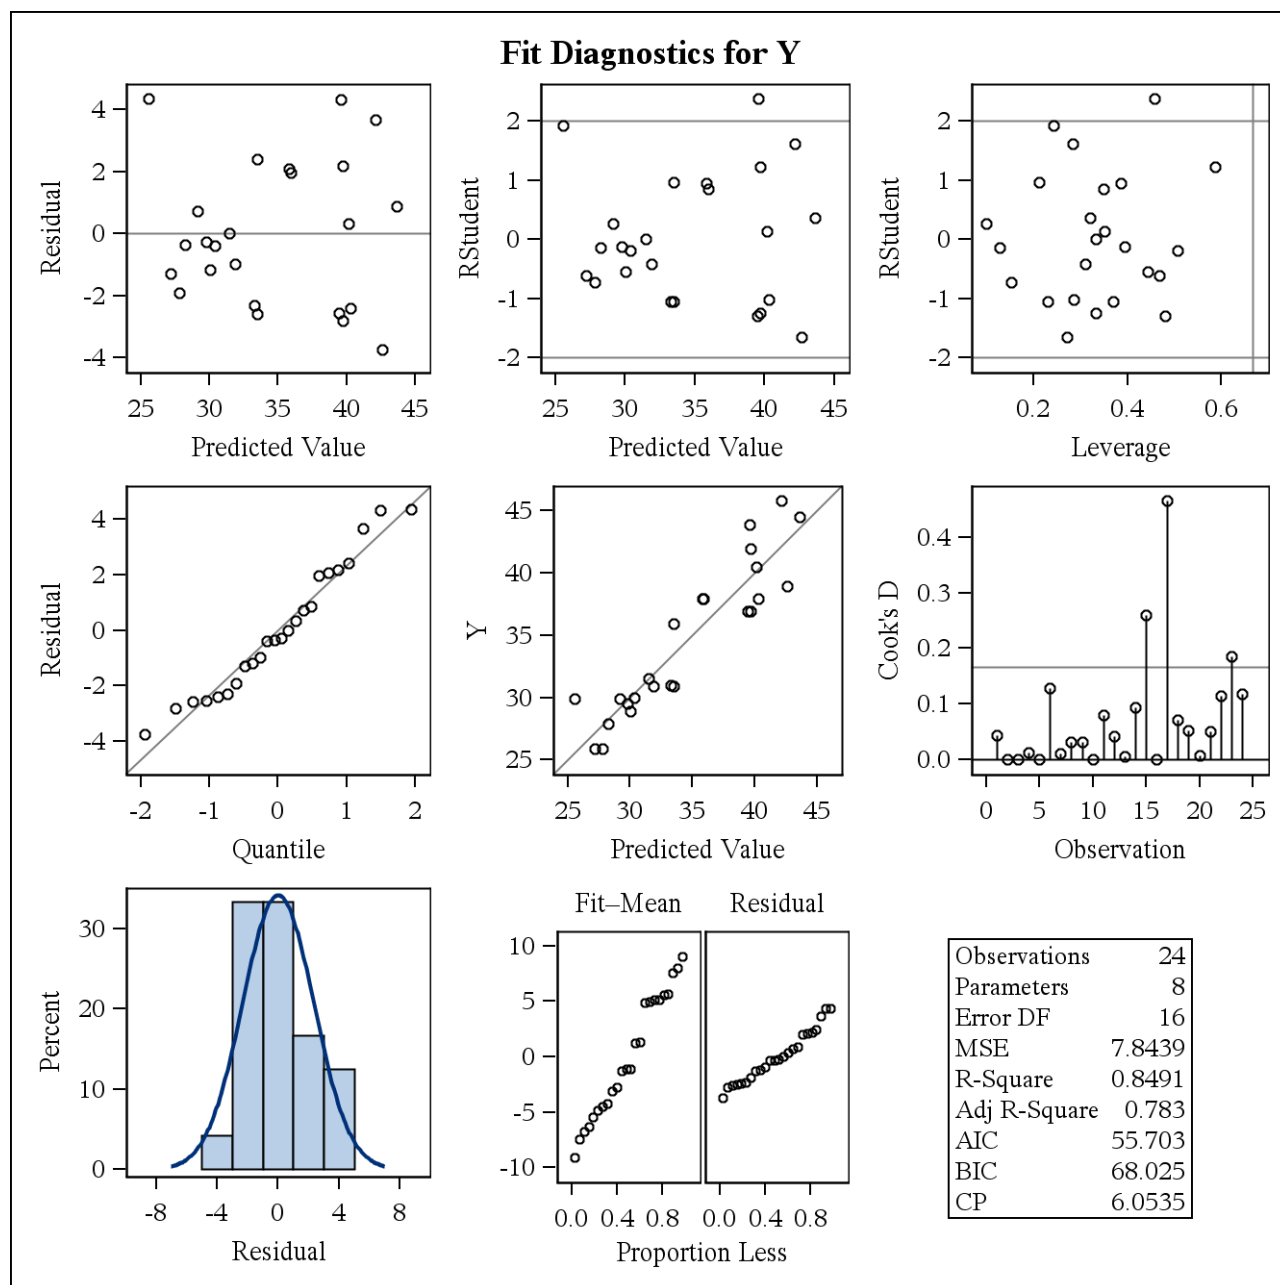 Fit Diagnostics for Y
Residual
4
2
0
-2
-4
25 30 35 40 45
Predicted Value
RStudent
2
1
0
-1
-2
25 30 35 40 45
Predicted Value
RStudent
2
1
0
-1
-2
0.2 0.4 0.6
Leverage
Residual
4
2
0
-2
-4
-2 -1 0 1 2
Quantile
Y
45
40
35
30
25
25 30 35 40 45
Predicted Value
Cook's D
0.4
0.3
0.2
0.1
0.0
0 5 10 15 20 25
Observation
Percent
30
20
10
0
-8 -4 0 4 8
Residual
Fit–Mean Residual
10
5
0
-5
-10
0.0 0.4 0.8 0.0 0.4 0.8
Proportion Less
Observations 24
Parameters 8
Error DF 16
MSE 7.8439
R-Square 0.8491
Adj R-Square 0.783
AIC 55.703
BIC 68.025
CP 6.0535